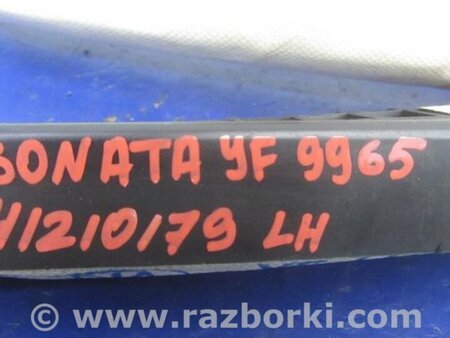 SONATA YF 9965
H1210179 LH
© www.razborki.com